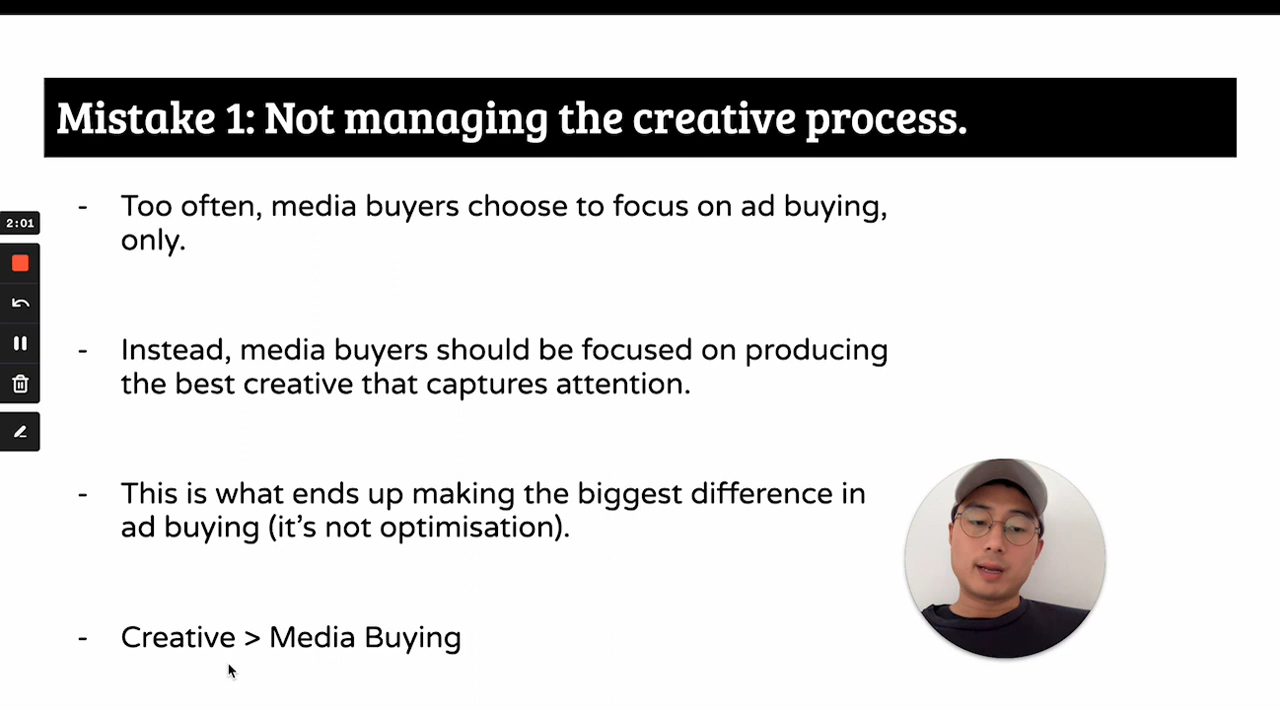 Mistake 1: Not managing the creative process.
- Too often, media buyers choose to focus on ad buying,
only.
2:01
- Instead, media buyers should be focused on producing
the best creative that captures attention.
- This is what ends up making the biggest difference in
ad buying (it’s not optimisation).
- Creative > Media Buying